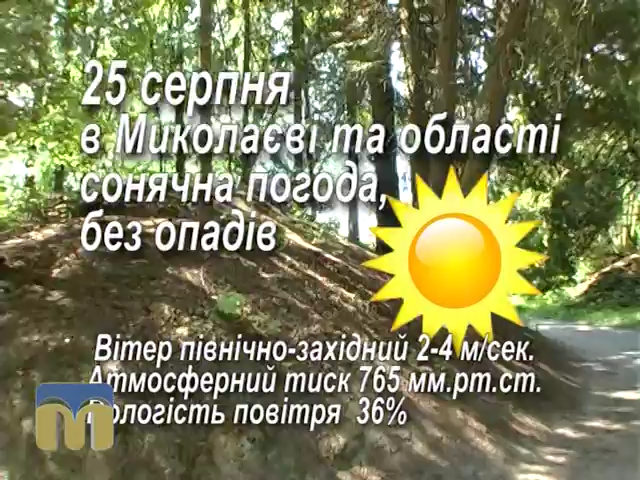 25 серпня
в Миколаєві та області
сонячна погода,
без опадів
Вітер північно-західний 2-4 м/сек.
Атмосферний тиск 765 мм.рт.ст.
Вологість повітря 36%